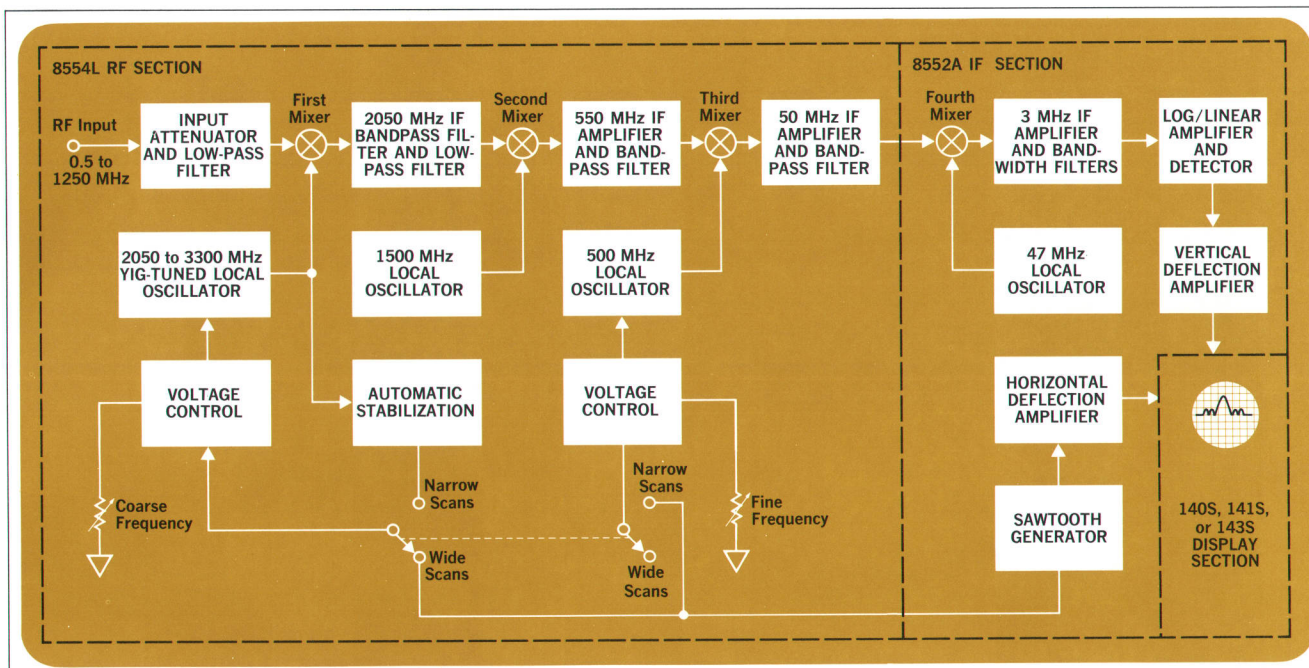 8554L RF SECTION
8552A IF SECTION
RF Input
0.5 to
1250 MHz
INPUT
ATTENUATOR
AND LOW-PASS
FILTER
First
Mixer
2050 MHz IF
BANDPASS FIL-
TER AND LOW-
PASS FILTER
Second
Mixer
550 MHz IF
AMPLIFIER
AND BAND-
PASS FILTER
Third
Mixer
50 MHz IF
AMPLIFIER
AND BAND-
PASS FILTER
Fourth
Mixer
3 MHz IF
AMPLIFIER
AND BAND-
WIDTH FILTERS
LOG/LINEAR
AMPLIFIER
AND
DETECTOR
2050 to 3300 MHz
YIG-TUNED LOCAL
OSCILLATOR
1500 MHz
LOCAL
OSCILLATOR
500 MHz
LOCAL
OSCILLATOR
47 MHz
LOCAL
OSCILLATOR
VERTICAL
DEFLECTION
AMPLIFIER
VOLTAGE
CONTROL
AUTOMATIC
STABILIZATION
VOLTAGE
CONTROL
HORIZONTAL
DEFLECTION
AMPLIFIER
Coarse
Frequency
Narrow
Scans
Wide
Scans
Narrow
Scans
Wide
Scans
Fine
Frequency
SAWTOOTH
GENERATOR
140S, 141S,
or 143S
DISPLAY
SECTION